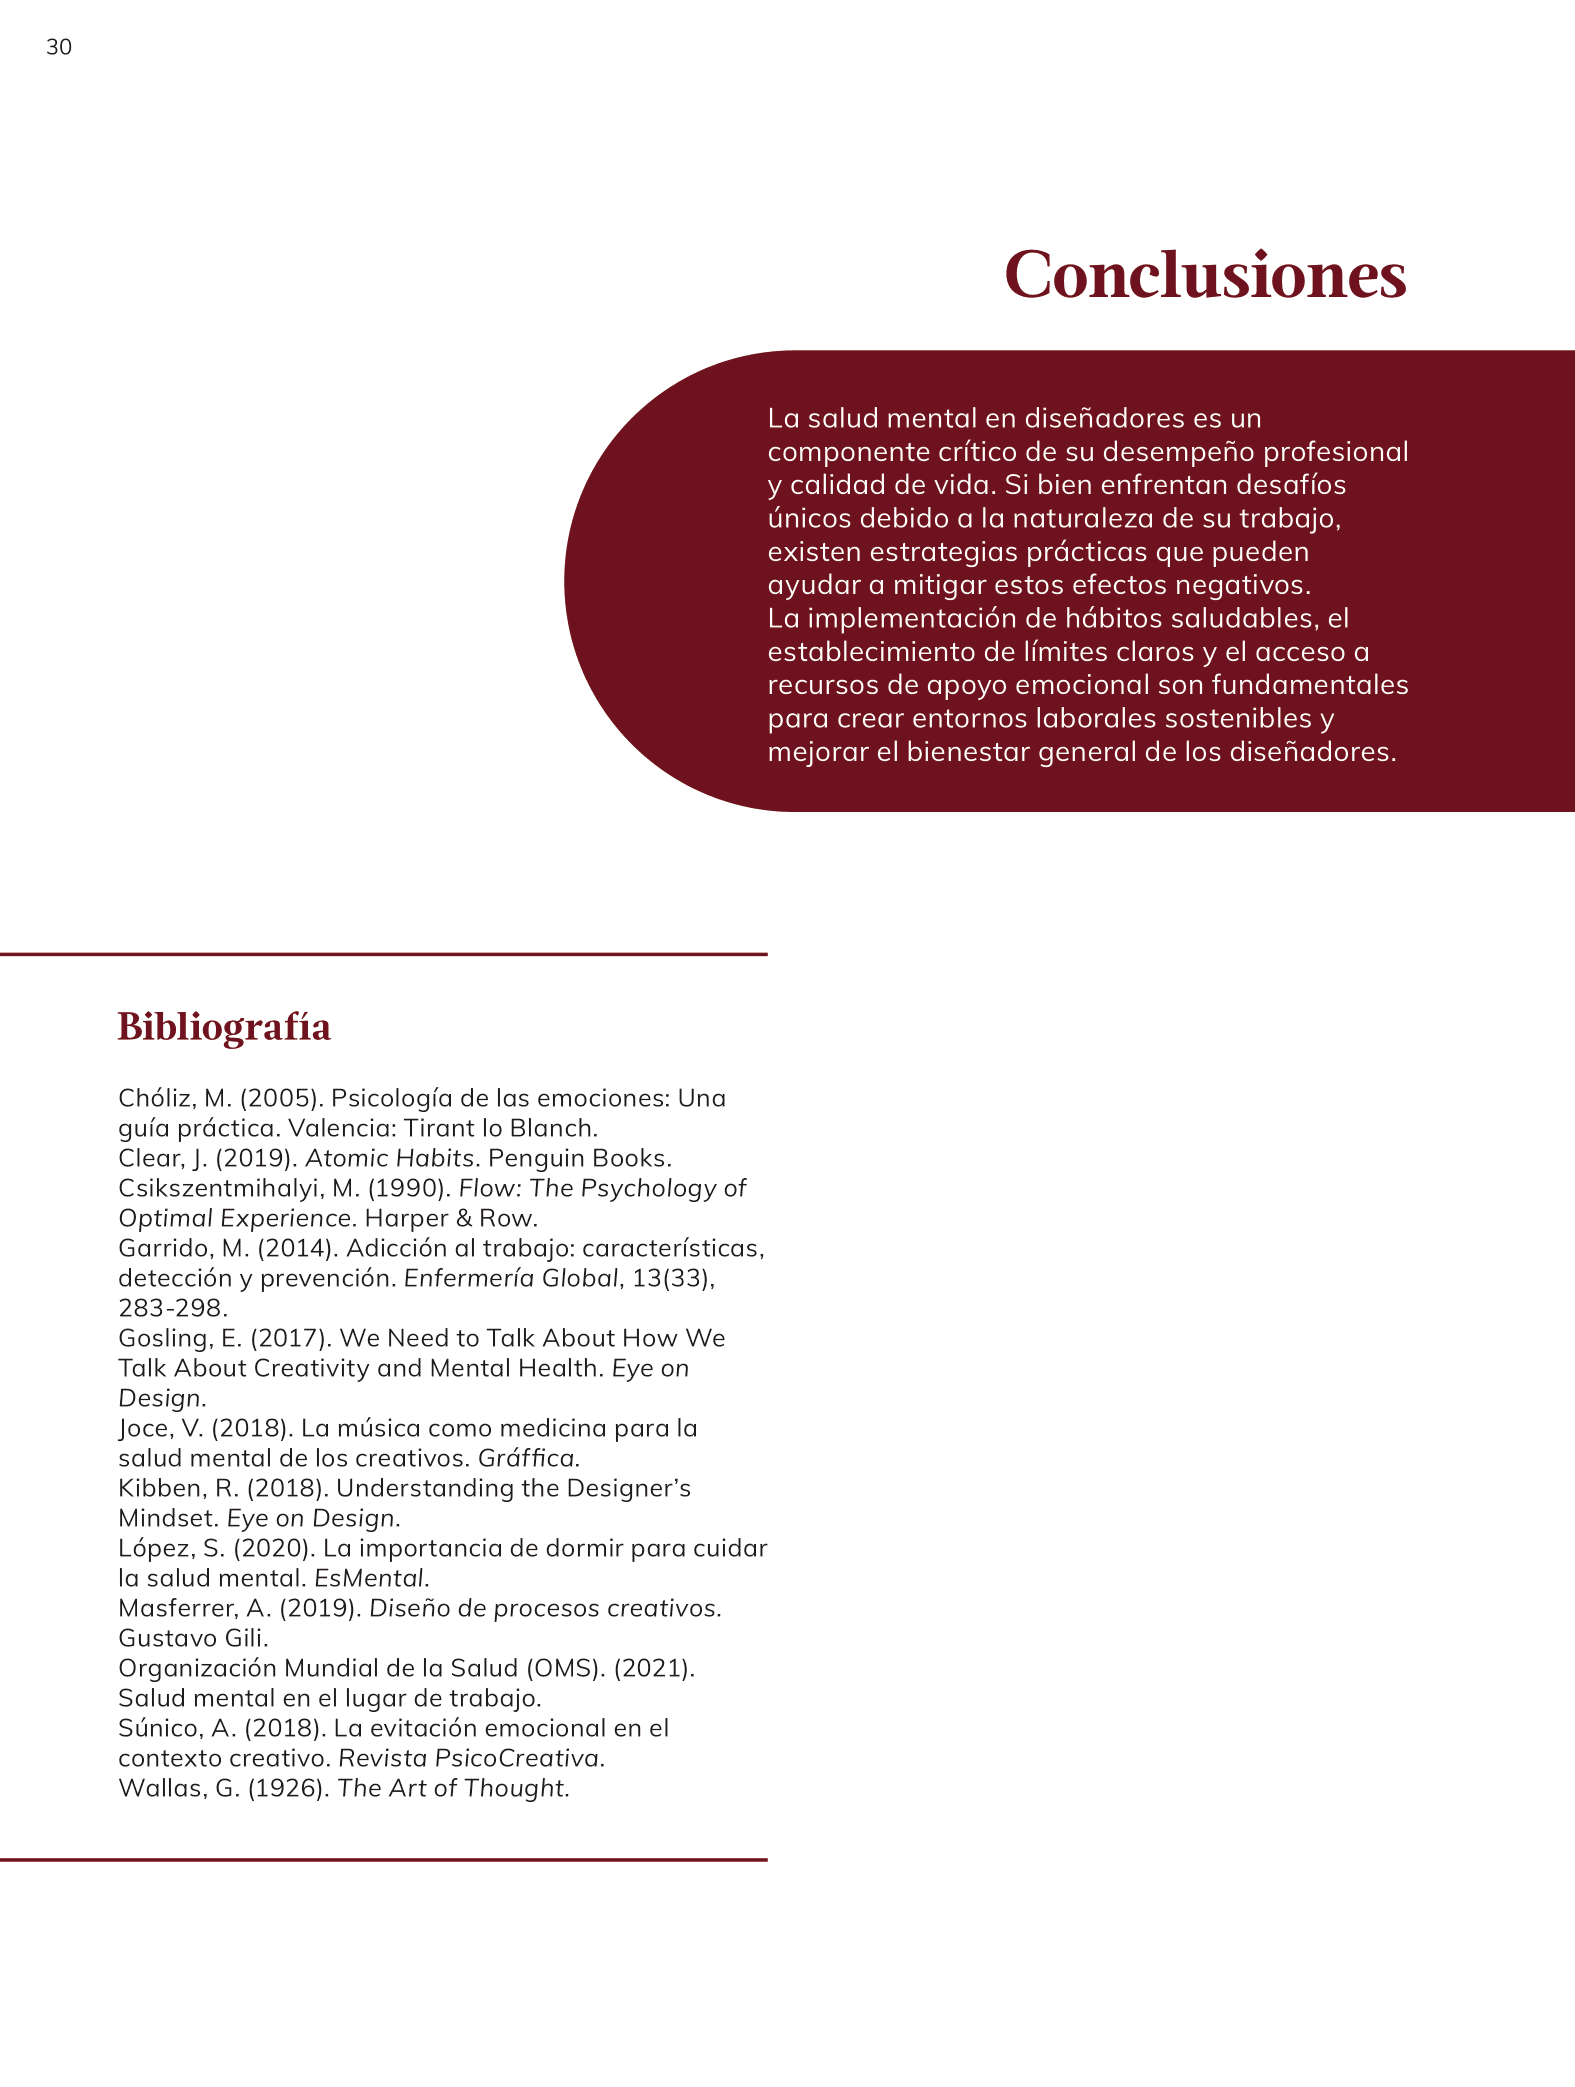 30
Conclusiones
La salud mental en diseñadores es un
componente crítico de su desempeño profesional
y calidad de vida. Si bien enfrentan desafíos
únicos debido a la naturaleza de su trabajo,
existen estrategias prácticas que pueden
ayudar a mitigar estos efectos negativos.
La implementación de hábitos saludables, el
establecimiento de límites claros y el acceso a
recursos de apoyo emocional son fundamentales
para crear entornos laborales sostenibles y
mejorar el bienestar general de los diseñadores.
Bibliografía
Chóliz, M. (2005). Psicología de las emociones: Una
guía práctica. Valencia: Tirant lo Blanch.
Clear, J. (2019). Atomic Habits. Penguin Books.
Csikszentmihalyi, M. (1990). Flow: The Psychology of
Optimal Experience. Harper & Row.
Garrido, M. (2014). Adicción al trabajo: características,
detección y prevención. Enfermería Global, 13(33),
283-298.
Gosling, E. (2017). We Need to Talk About How We
Talk About Creativity and Mental Health. Eye on
Design.
Joce, V. (2018). La música como medicina para la
salud mental de los creativos. Gráffica.
Kibben, R. (2018). Understanding the Designer’s
Mindset. Eye on Design.
López, S. (2020). La importancia de dormir para cuidar
la salud mental. EsMental.
Masferrer, A. (2019). Diseño de procesos creativos.
Gustavo Gili.
Organización Mundial de la Salud (OMS). (2021).
Salud mental en el lugar de trabajo.
Súnico, A. (2018). La evitación emocional en el
contexto creativo. Revista PsicoCreativa.
Wallas, G. (1926). The Art of Thought.